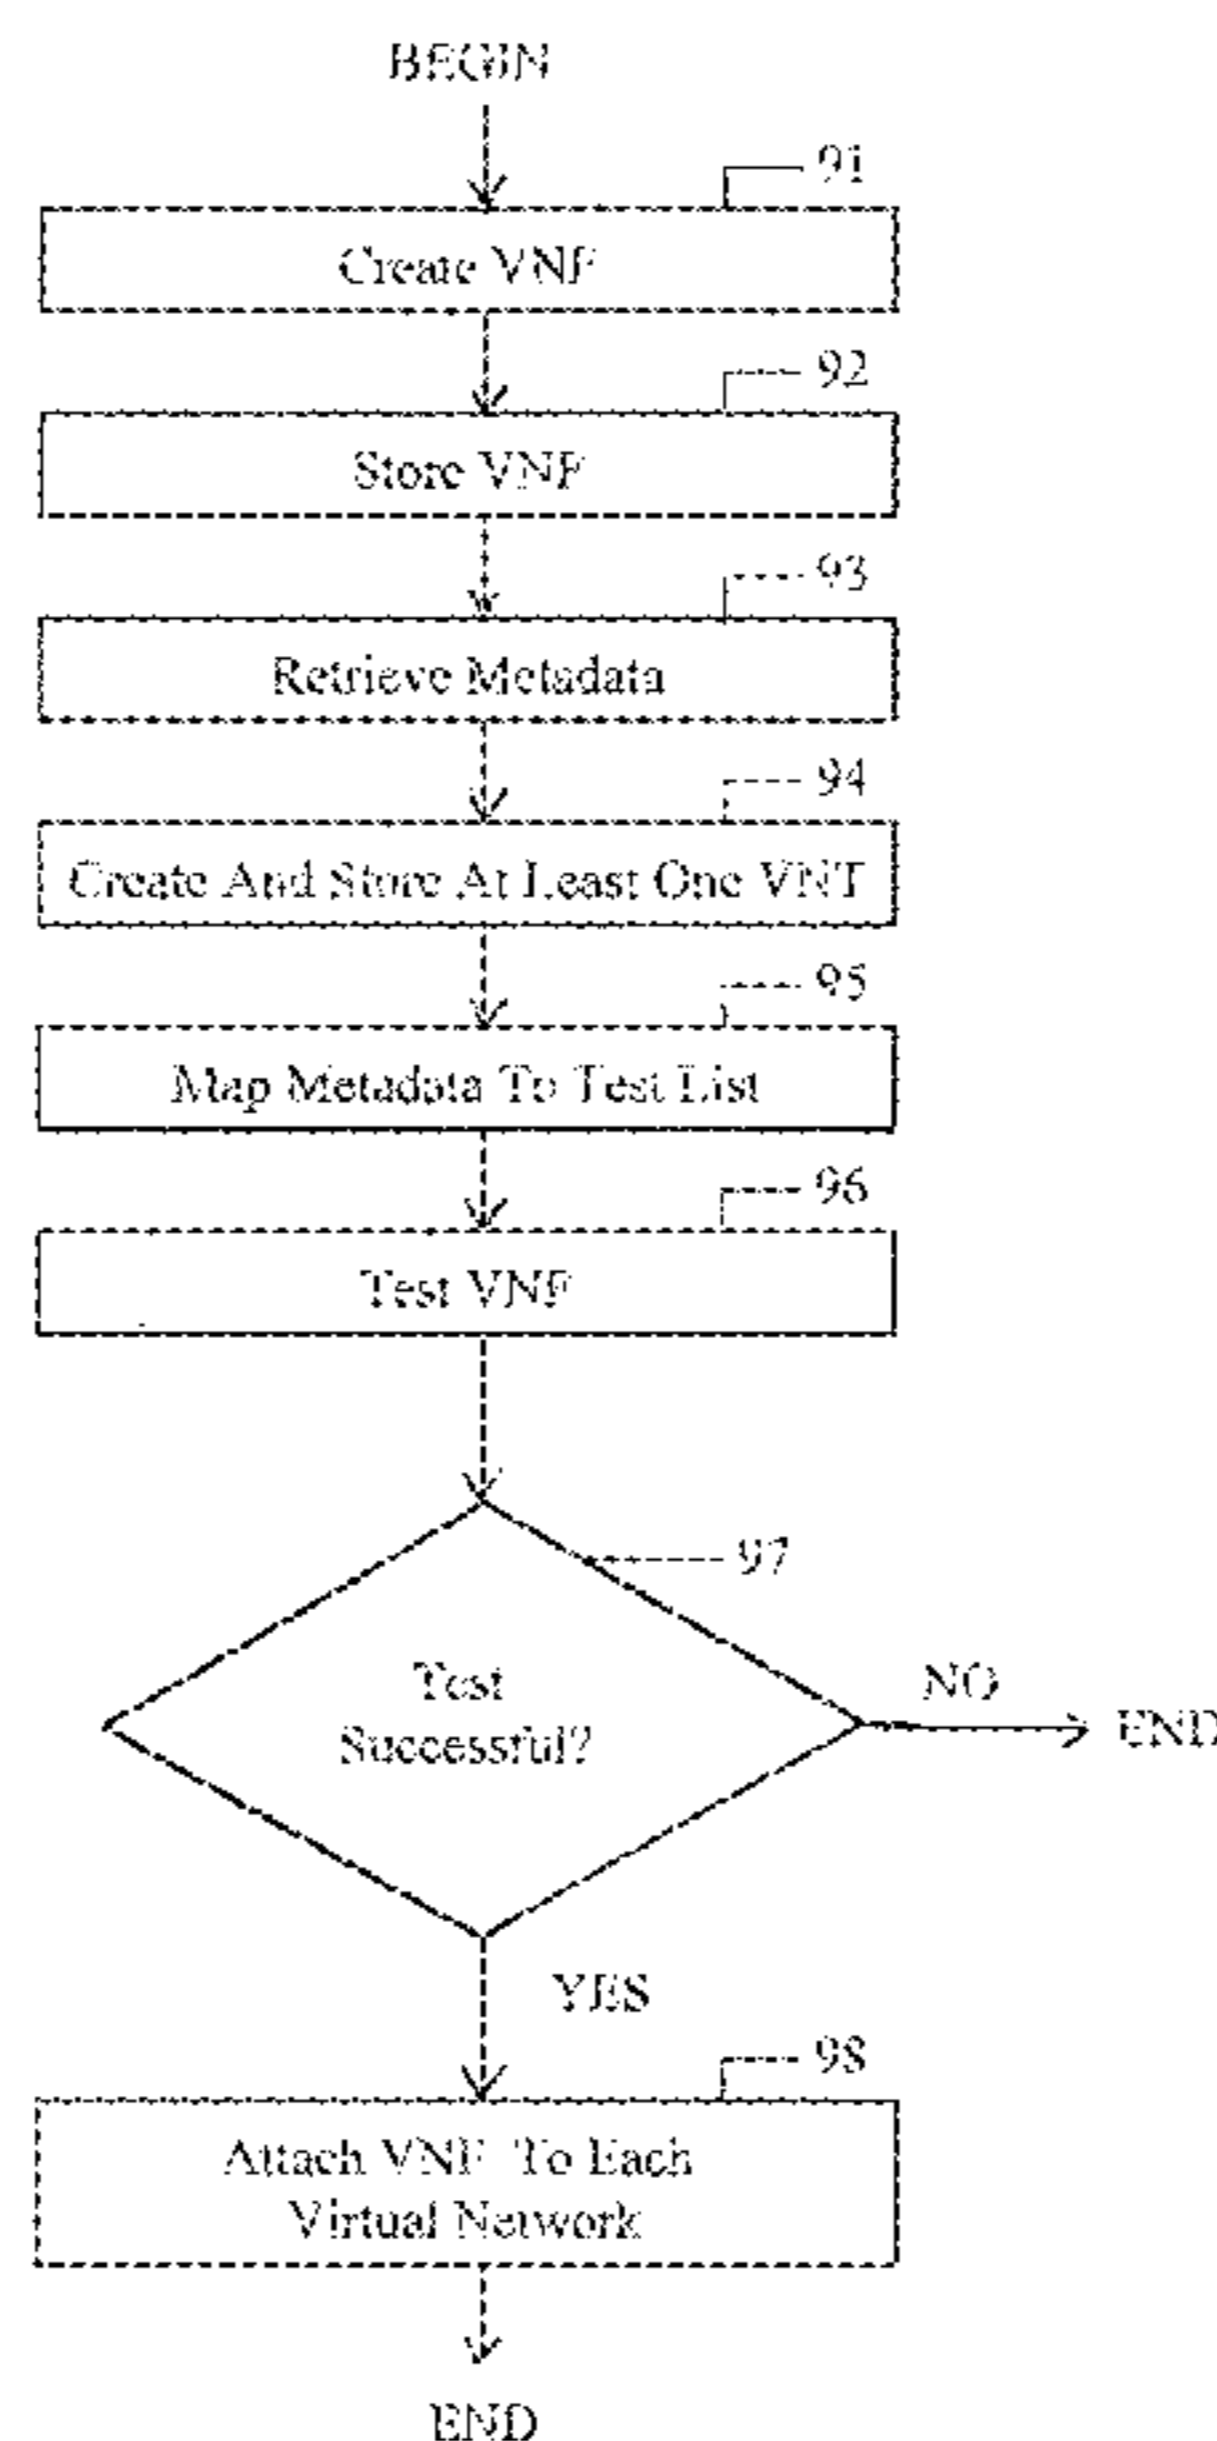 BEGIN
91
Create VNF
92
Store VNF
93
Retrieve Metadata
94
Create And Store At Least One VNT
95
Map Metadata To Test List
96
Test VNF
97
Test
Successful?
NO
END
YES
98
Attach VNF To Each
Virtual Network
END